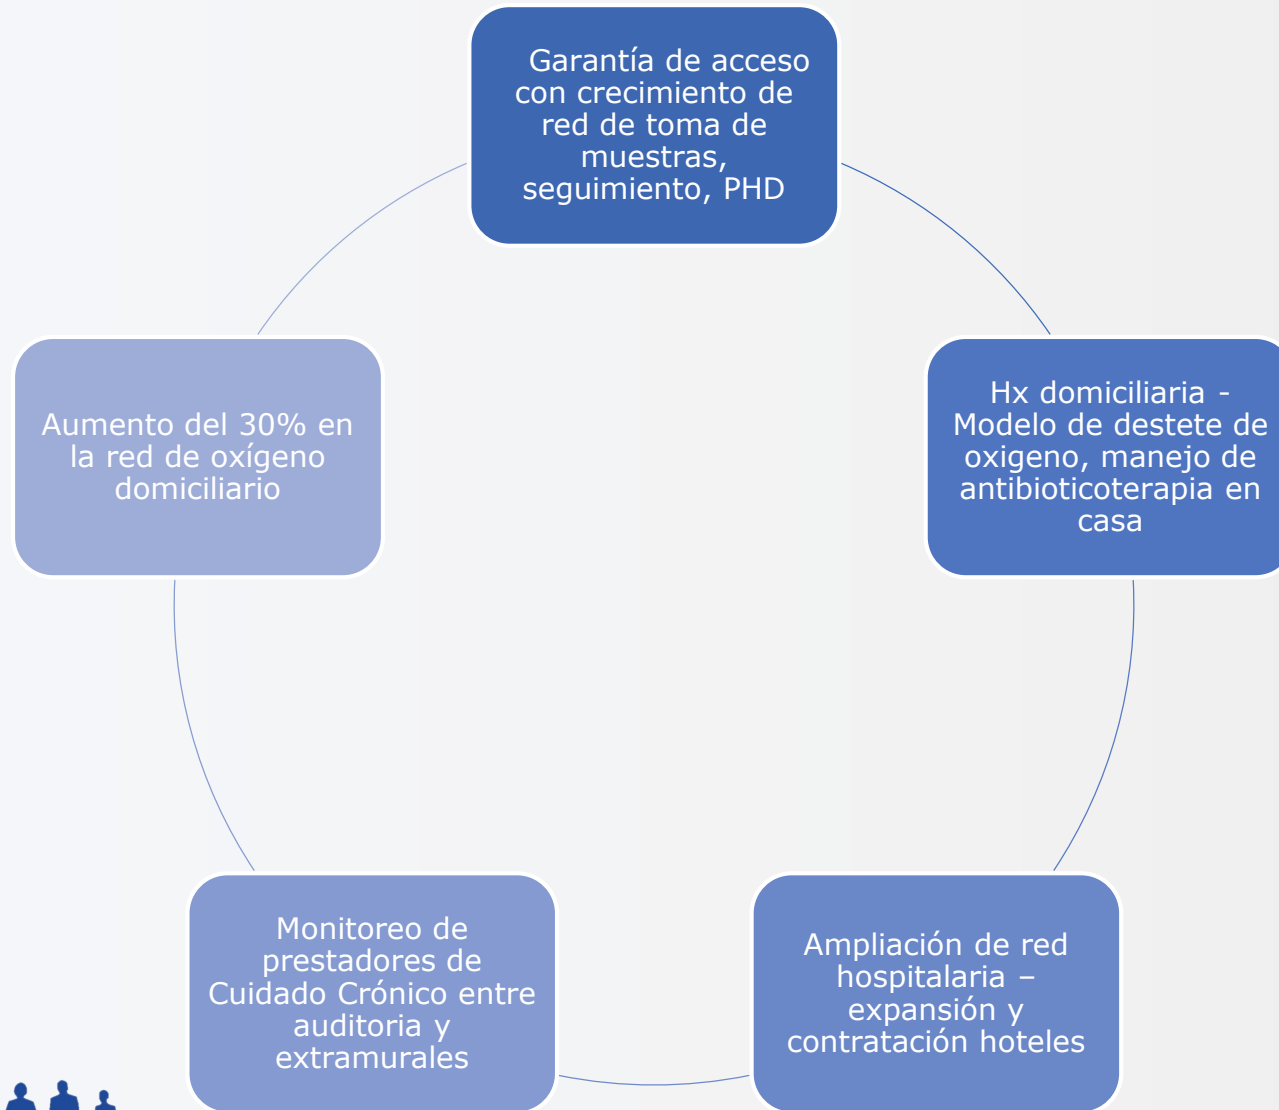 Garantía de acceso
con crecimiento de
red de toma de
muestras,
seguimiento, PHD
Hx domiciliaria -
Modelo de destete de
oxigeno, manejo de
antibioticoterapia en
casa
Ampliación de red
hospitalaria –
expansión y
contratación hoteles
Monitoreo de
prestadores de
Cuidado Crónico entre
auditoria y
extramurales
Aumento del 30% en
la red de oxígeno
domiciliario